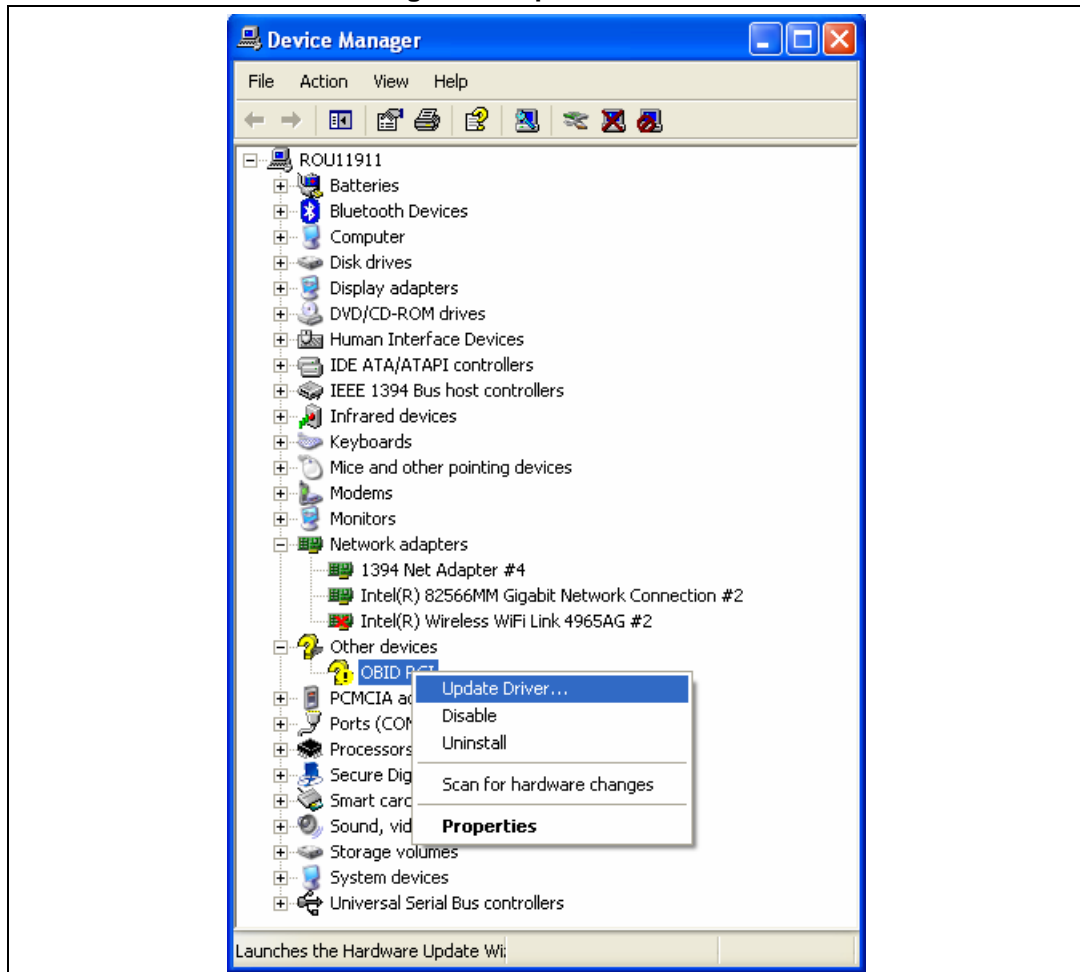 Device Manager
File Action View Help
ROU11911
Batteries
Bluetooth Devices
Computer
Disk drives
Display adapters
DVD/CD-ROM drives
Human Interface Devices
IDE ATA/ATAPI controllers
IEEE 1394 Bus host controllers
Infrared devices
Keyboards
Mice and other pointing devices
Modems
Monitors
Network adapters
1394 Net Adapter #4
Intel(R) 82566MM Gigabit Network Connection #2
Intel(R) Wireless WiFi Link 4965AG #2
Other devices
OBID
Update Driver...
Disable
Uninstall
Scan for hardware changes
Properties
PCMCIA
Ports (COM
Processors
Secure Dig
Smart card
Sound, vid
Storage volumes
System devices
Universal Serial Bus controllers
Launches the Hardware Update Wi